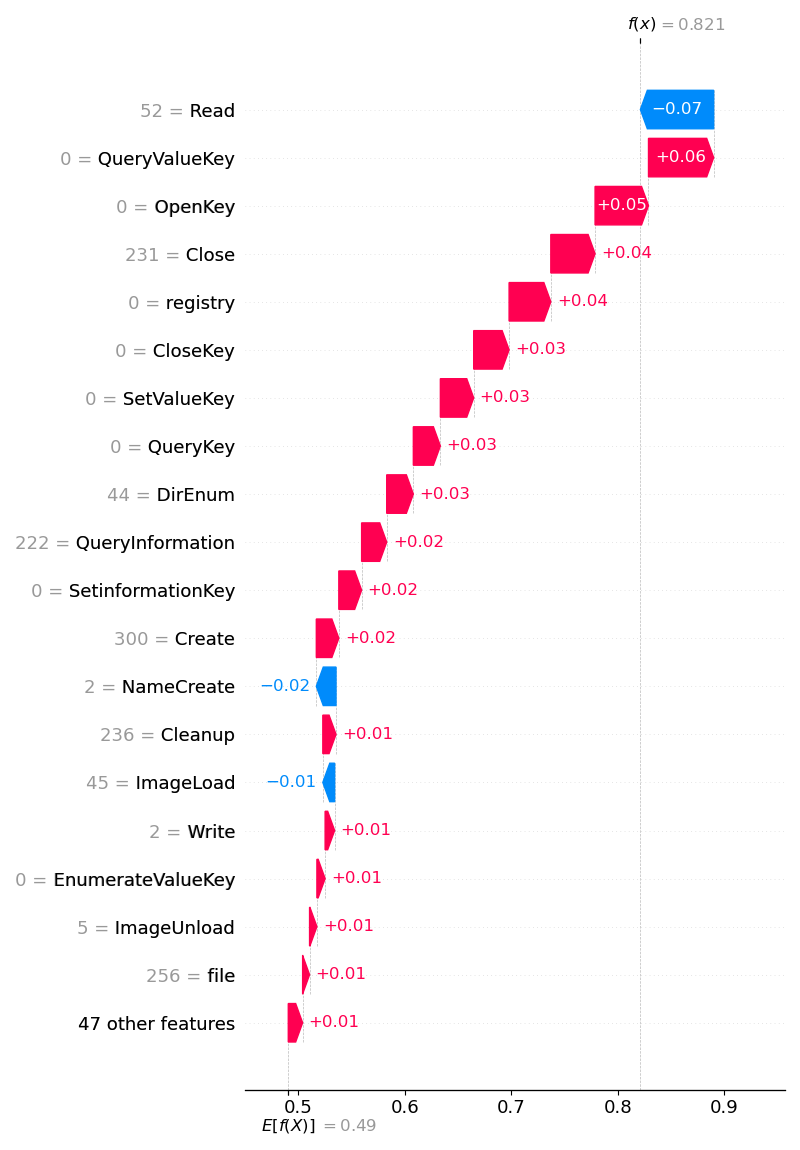 f(x) = 0.821
52 = Read −0.07
0 = QueryValueKey +0.06
0 = OpenKey +0.05
231 = Close +0.04
0 = registry +0.04
0 = CloseKey +0.03
0 = SetValueKey +0.03
0 = QueryKey +0.03
44 = DirEnum +0.03
222 = QueryInformation +0.02
0 = SetinformationKey +0.02
300 = Create +0.02
2 = NameCreate −0.02
236 = Cleanup +0.01
45 = ImageLoad −0.01
2 = Write +0.01
0 = EnumerateValueKey +0.01
5 = ImageUnload +0.01
256 = file +0.01
47 other features +0.01
0.5 0.6 0.7 0.8 0.9
E[f(X)] = 0.49